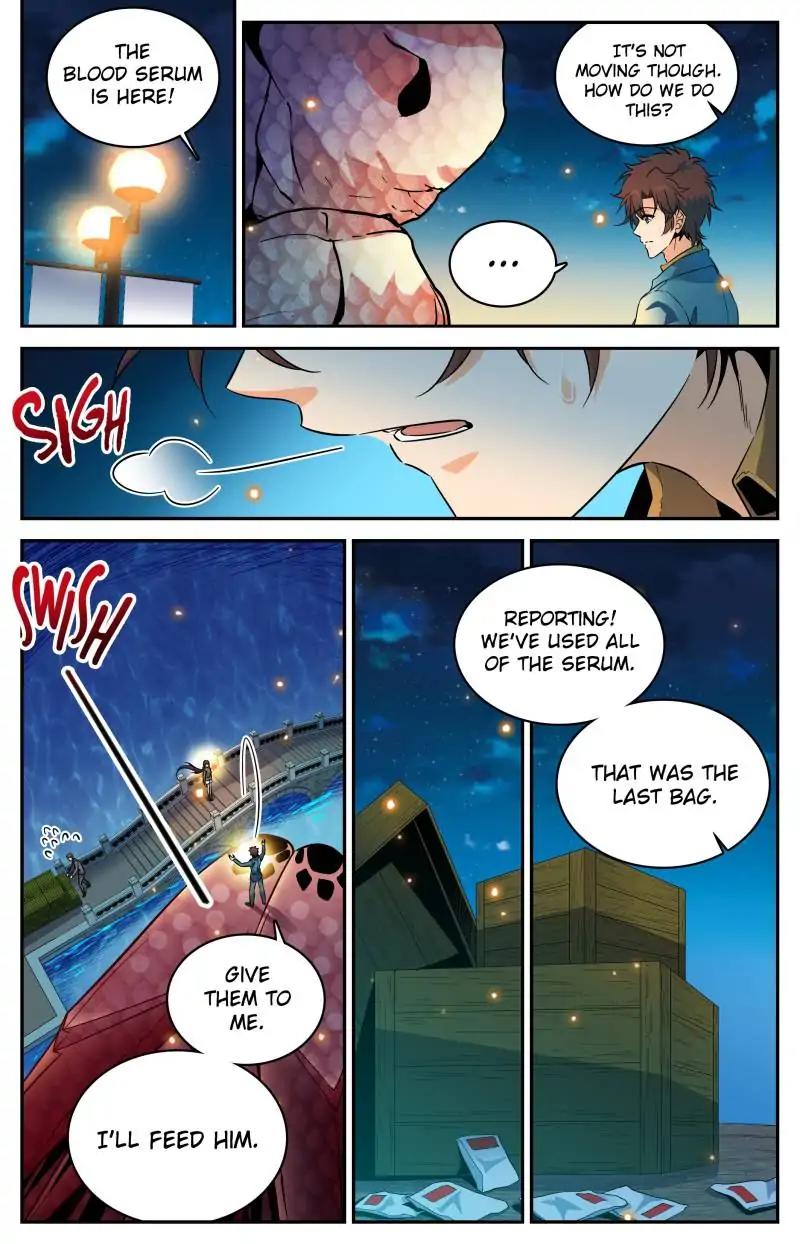 THE
BLOOD SERUM
IS HERE!
IT'S NOT
MOVING THOUGH.
HOW DO WE DO
THIS?
...
SIGH
SWISH
GIVE
THEM TO
ME.
I'LL FEED HIM.
REPORTING!
WE'VE USED ALL
OF THE SERUM.
THAT WAS THE
LAST BAG.